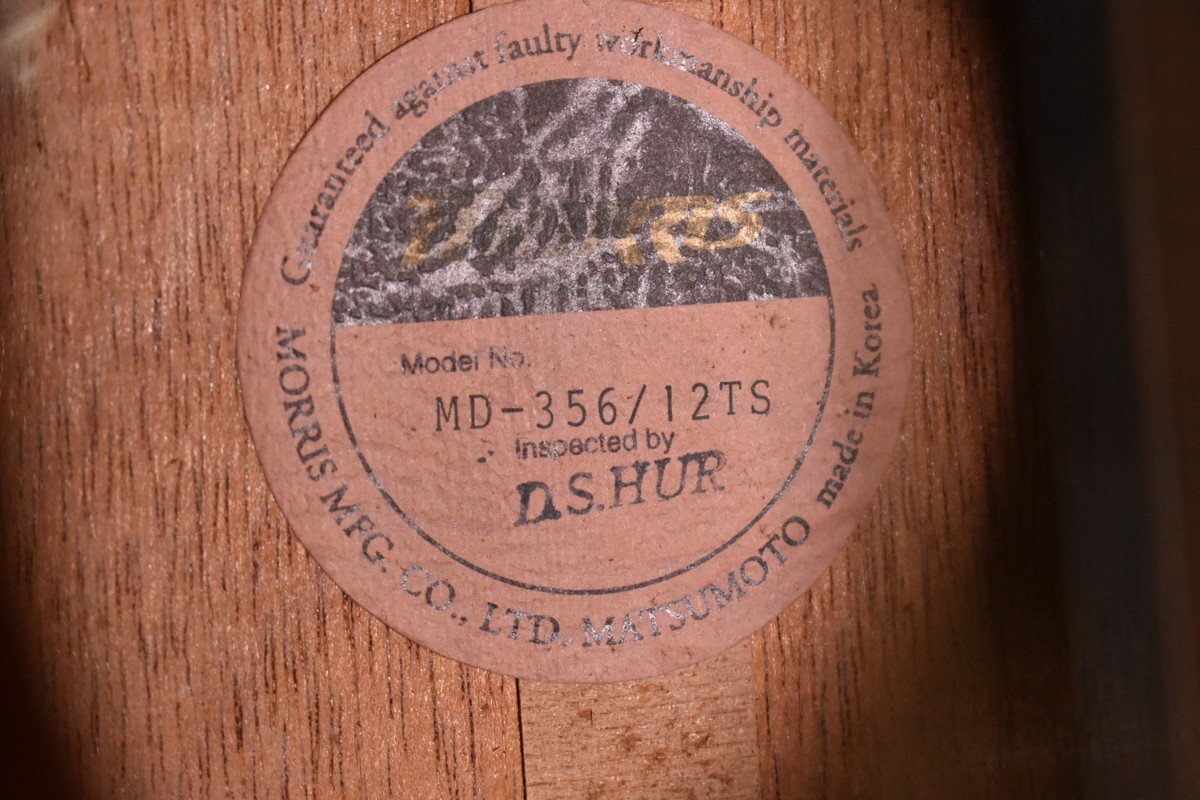 Guaranteed against faulty workmanship materials
Model No.
MD-356/12TS
Inspected by
D.S.HUR
MORRIS MFG. CO., LTD. MATSUMOTO made in Korea